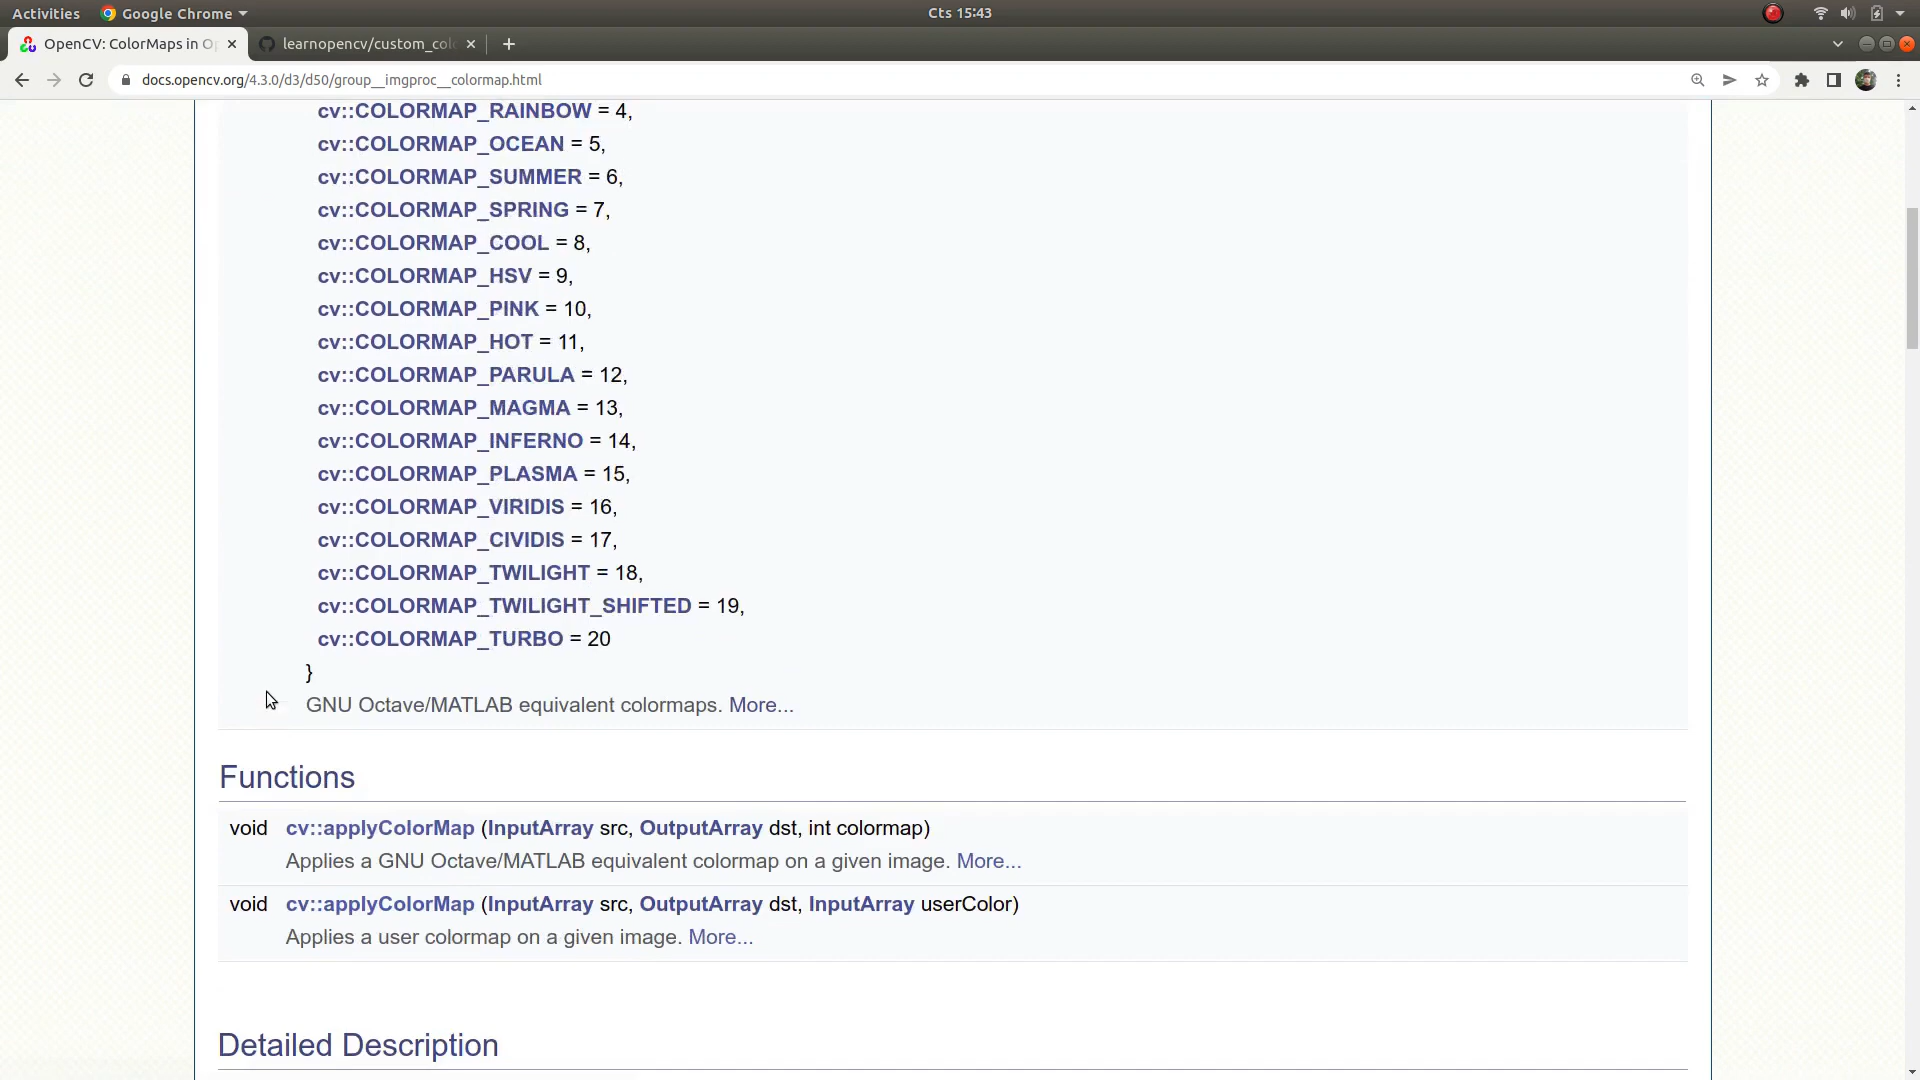 Activities
Google Chrome
Cts 15:43
OpenCV: ColorMaps in Op
learnopencv/custom_col
docs.opencv.org/4.3.0/d3/d50/group__imgproc__colormap.html
cv::COLORMAP_RAINBOW = 4,
cv::COLORMAP_OCEAN = 5,
cv::COLORMAP_SUMMER = 6,
cv::COLORMAP_SPRING = 7,
cv::COLORMAP_COOL = 8,
cv::COLORMAP_HSV = 9,
cv::COLORMAP_PINK = 10,
cv::COLORMAP_HOT = 11,
cv::COLORMAP_PARULA = 12,
cv::COLORMAP_MAGMA = 13,
cv::COLORMAP_INFERNO = 14,
cv::COLORMAP_PLASMA = 15,
cv::COLORMAP_VIRIDIS = 16,
cv::COLORMAP_CIVIDIS = 17,
cv::COLORMAP_TWILIGHT = 18,
cv::COLORMAP_TWILIGHT_SHIFTED = 19,
cv::COLORMAP_TURBO = 20
}
GNU Octave/MATLAB equivalent colormaps. More...
Functions
void cv::applyColorMap (InputArray src, OutputArray dst, int colormap)
Applies a GNU Octave/MATLAB equivalent colormap on a given image. More...
void cv::applyColorMap (InputArray src, OutputArray dst, InputArray userColor)
Applies a user colormap on a given image. More...
Detailed Description